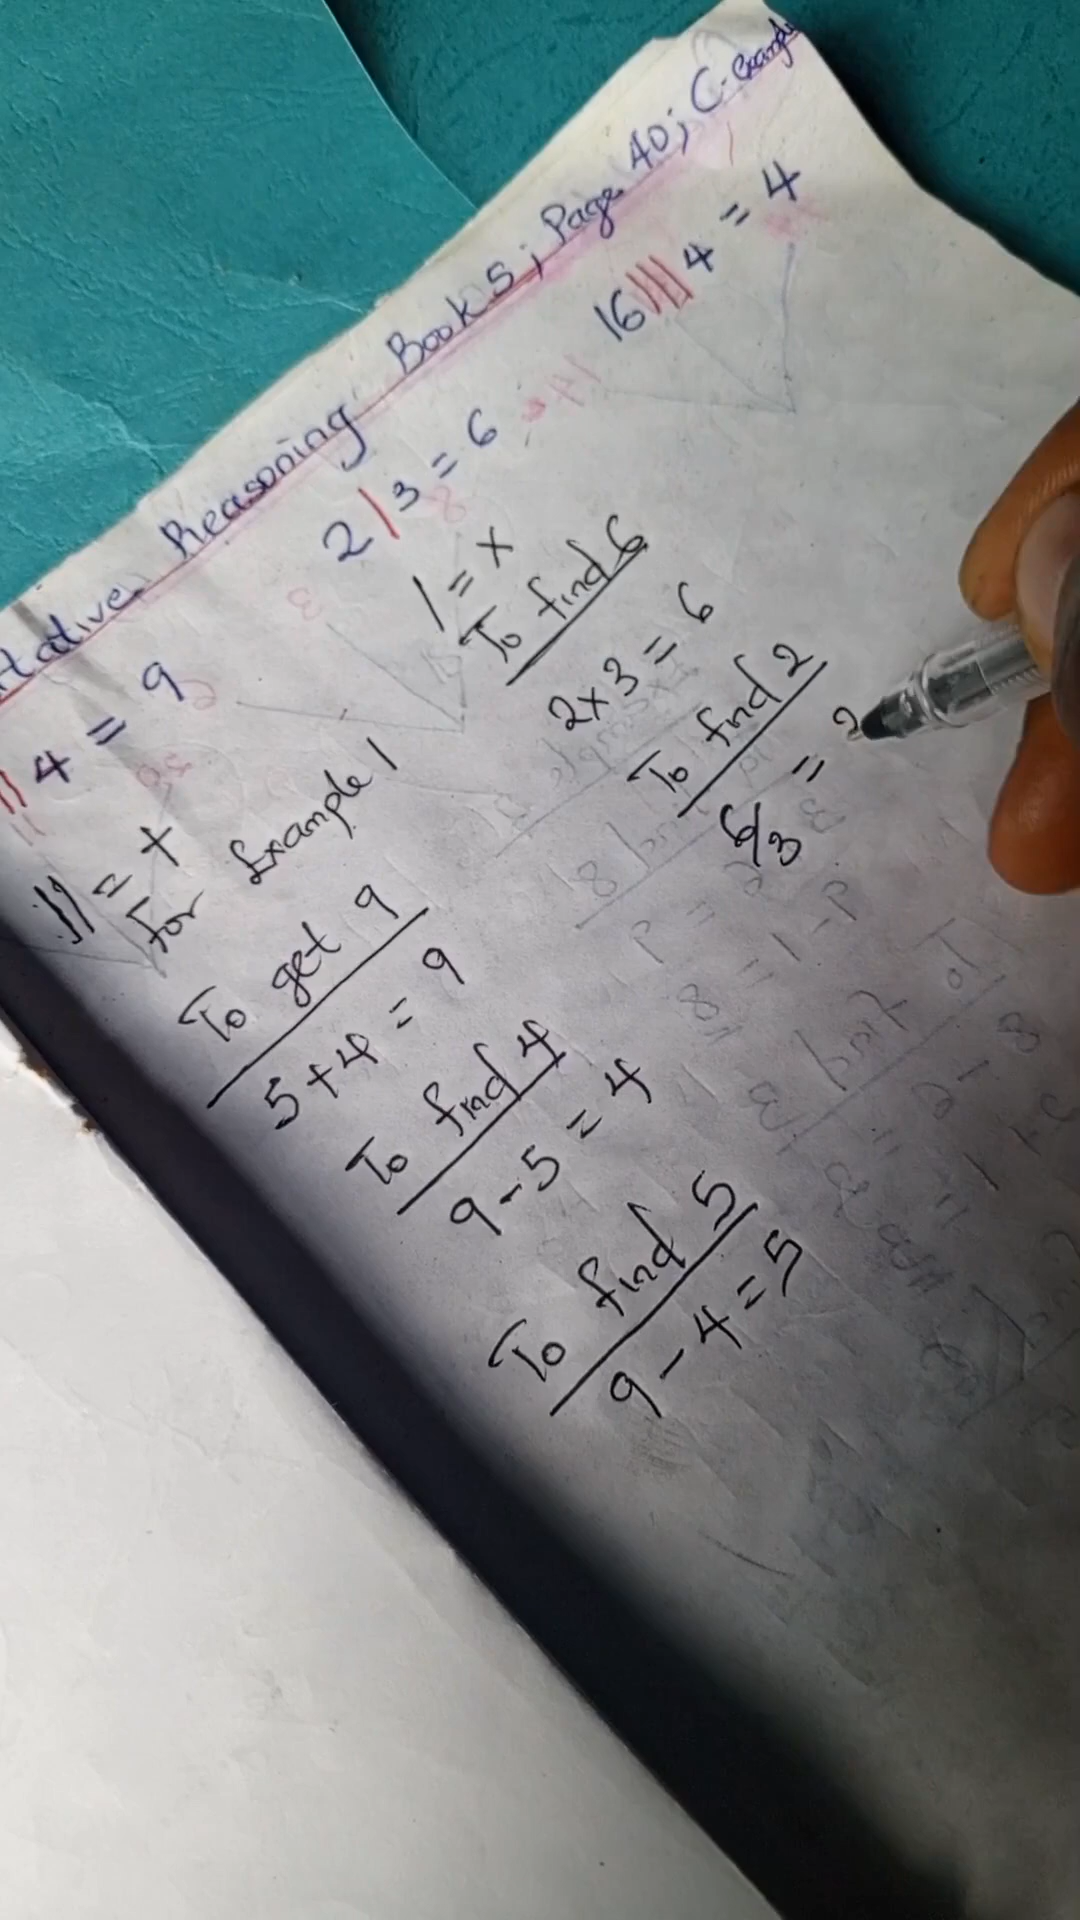 Reasoning Book 5; Page 40; C-
4 = 9
2 | 3 = 6
16 |||| 4 = 4
= +
For Example 1
To get 9
5 + 4 = 9
To find 4
9 - 5 = 4
To find 5
9 - 4 = 5
/ = x
To find 6
2 x 3 = 6
To find 2
6/3 = 2